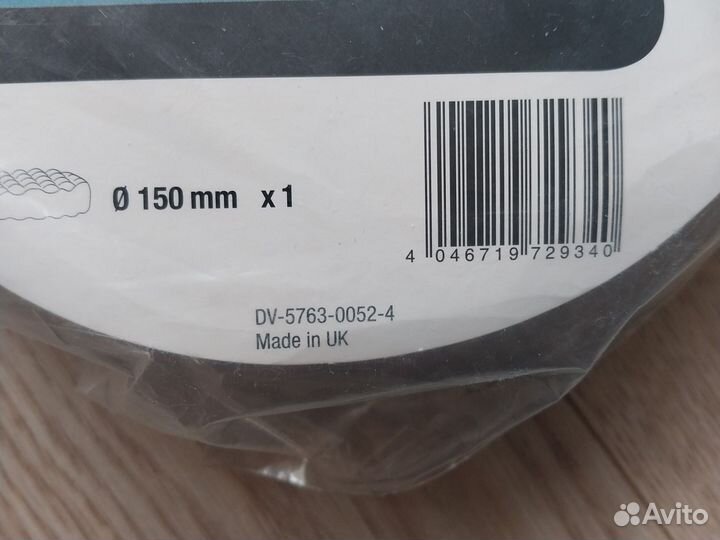 Ø 150 mm x 1
4 046719 729340
DV-5763-0052-4
Made in UK
Avito